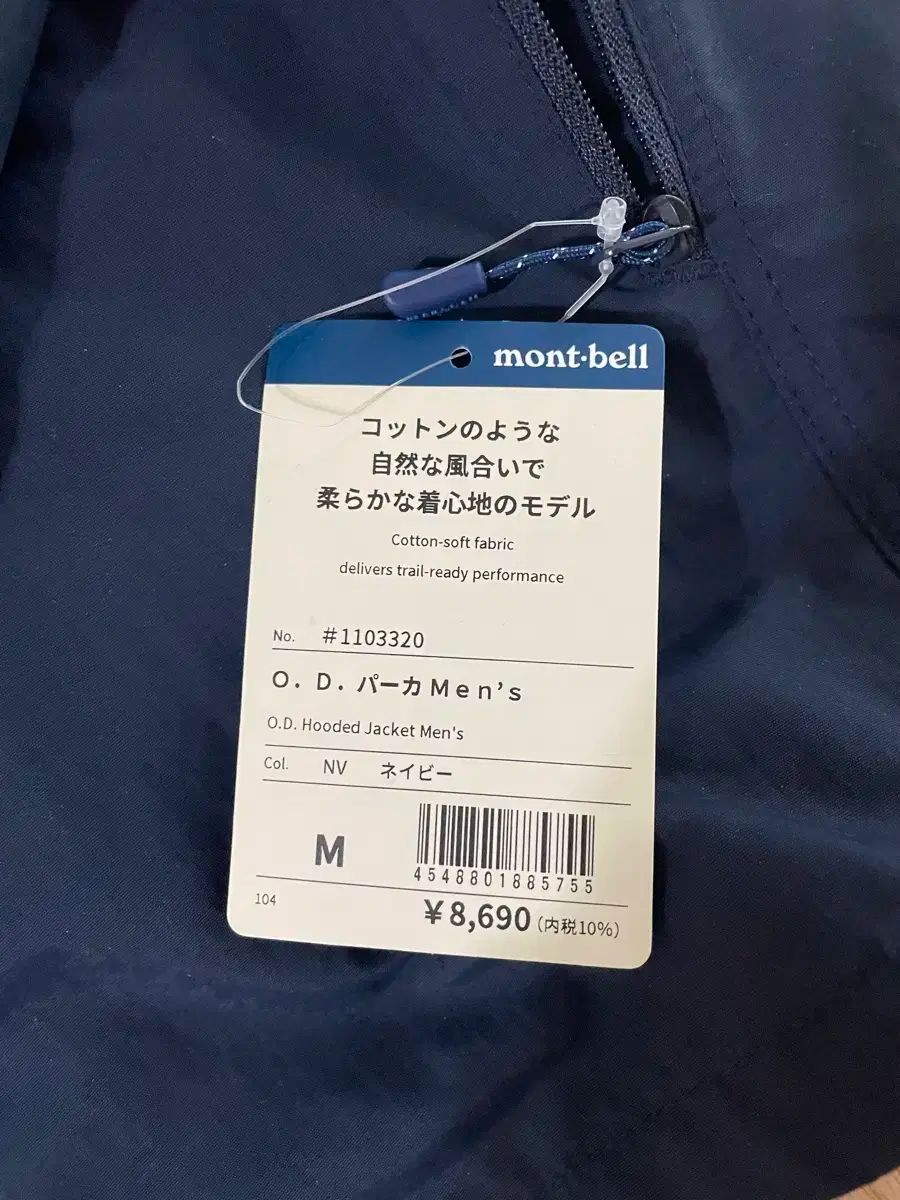 mont·bell
コットンのような
自然な風合いで
柔らかな着心地のモデル
Cotton-soft fabric
delivers trail-ready performance
No. #1103320
O．D．パーカ Ｍｅｎ’ｓ
O.D. Hooded Jacket Men's
Col. NV ネイビー
M
4548801885755
104
￥8,690 (内税10%)